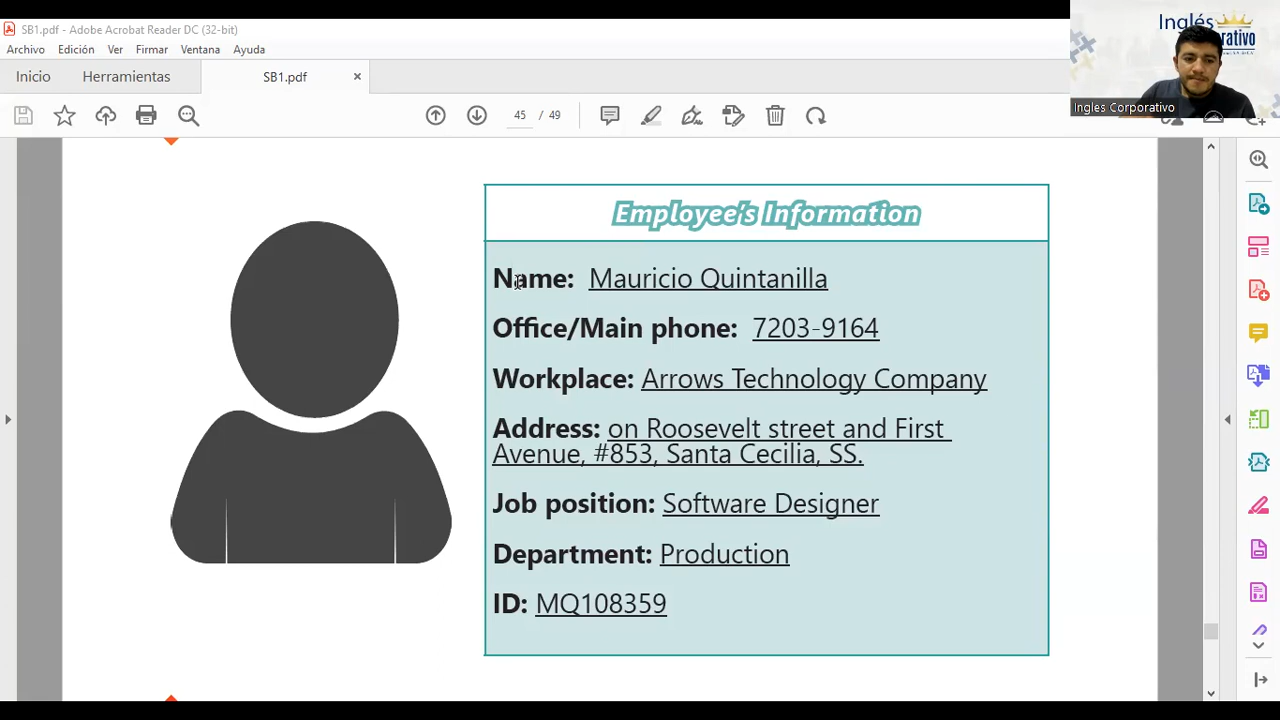 SB1.pdf - Adobe Acrobat Reader DC (32-bit)
Archivo Edición Ver Firmar Ventana Ayuda
Inicio Herramientas SB1.pdf ×
45 / 49
Inglés
Ingles Corporativo
Employee's Information
Name: Mauricio Quintanilla
Office/Main phone: 7203-9164
Workplace: Arrows Technology Company
Address: on Roosevelt street and First
Avenue, #853, Santa Cecilia, SS.
Job position: Software Designer
Department: Production
ID: MQ108359